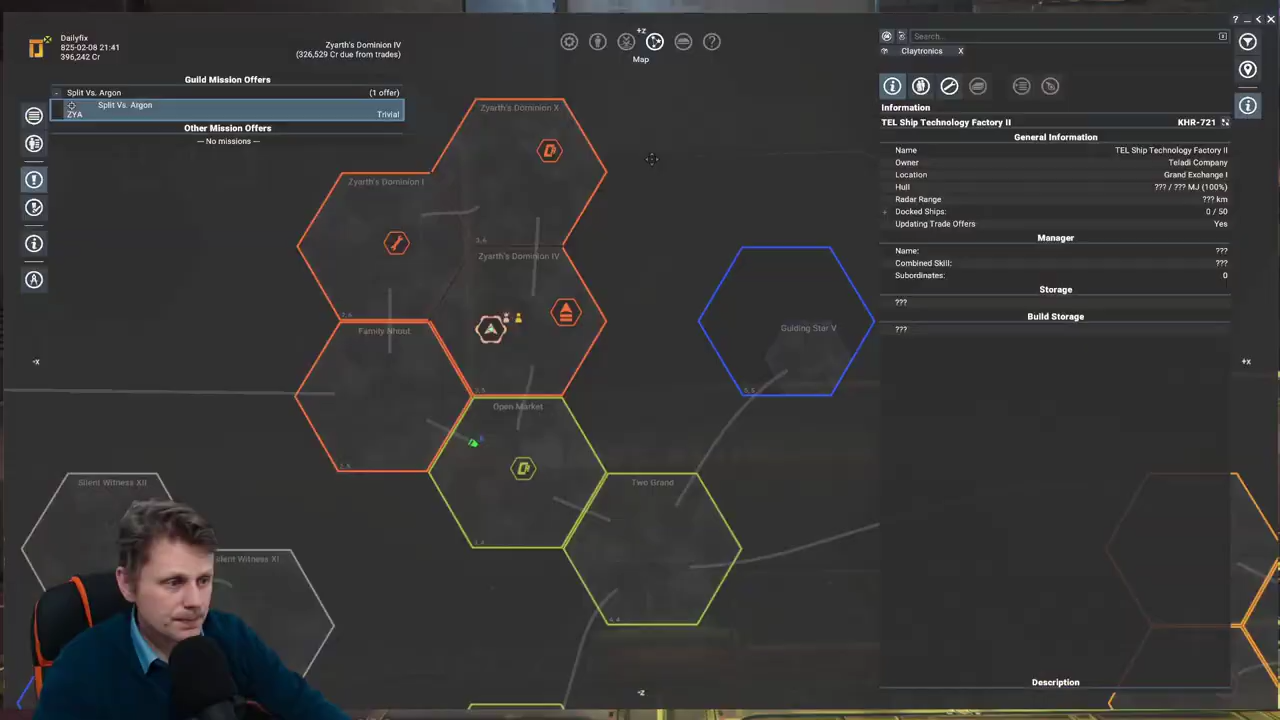 Dailyfix
825-02-08 21:41
396,242 Cr
Zyarth's Dominion IV
(326,529 Cr due from trades)
Guild Mission Offers
Split Vs. Argon (1 offer)
Split Vs. Argon
ZYA Trivial
Other Mission Offers
— No missions —
+z
Map
-x
+x
-z
Zyarth's Dominion X
Zyarth's Dominion I
Zyarth's Dominion IV
Family Nhout
Guiding Star V
Open Market
Two Grand
Silent Witness XII
Silent Witness XI
Search...
Claytronics X
Information
TEL Ship Technology Factory II KHR-721
General Information
Name TEL Ship Technology Factory II
Owner Teladi Company
Location Grand Exchange I
Hull ??? / ??? MJ (100%)
Radar Range ??? km
Docked Ships: 0 / 50
Updating Trade Offers Yes
Manager
Name: ???
Combined Skill: ???
Subordinates: 0
Storage
???
Build Storage
???
Description